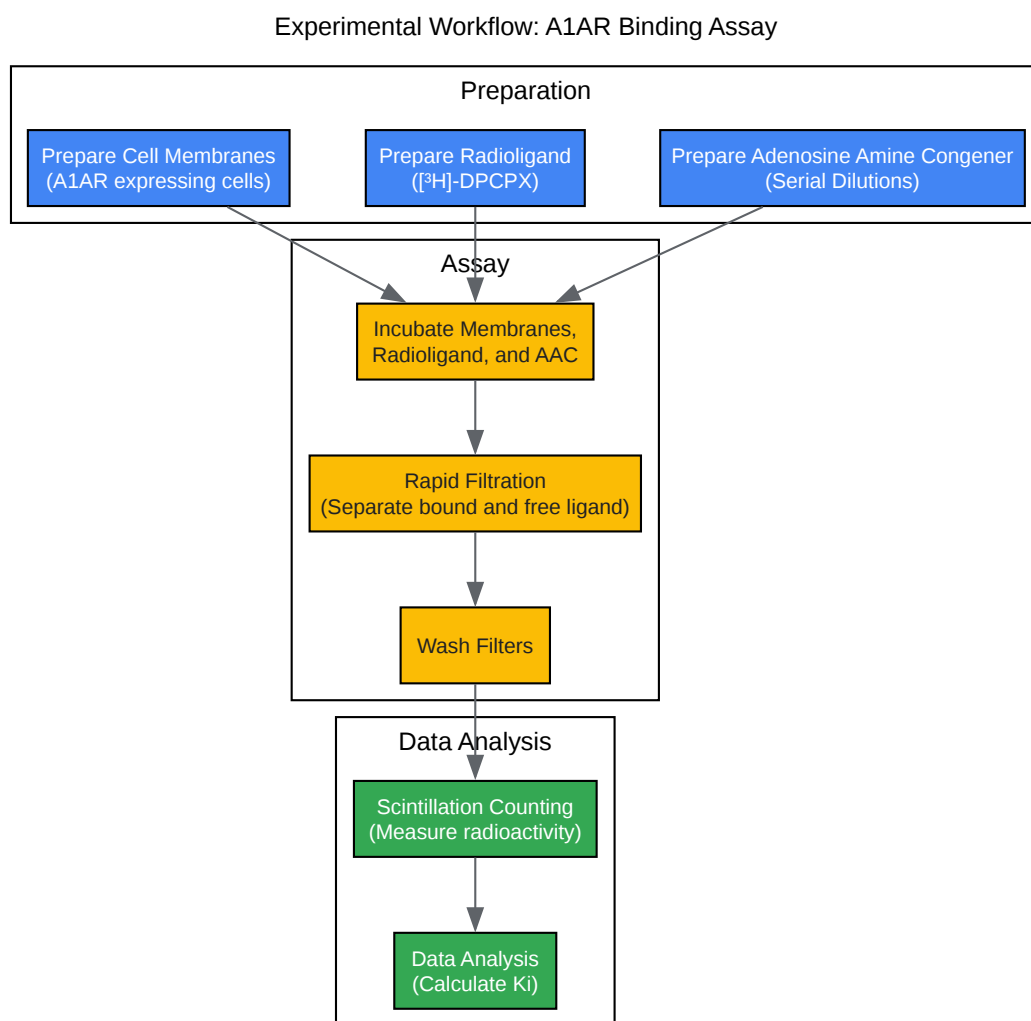 Experimental Workflow: A1AR Binding Assay
Preparation
Prepare Cell Membranes
(A1AR expressing cells)
Prepare Radioligand
([³H]-DPCPX)
Prepare Adenosine Amine Congener
(Serial Dilutions)
Assay
Incubate Membranes,
Radioligand, and AAC
Rapid Filtration
(Separate bound and free ligand)
Wash Filters
Data Analysis
Scintillation Counting
(Measure radioactivity)
Data Analysis
(Calculate Ki)